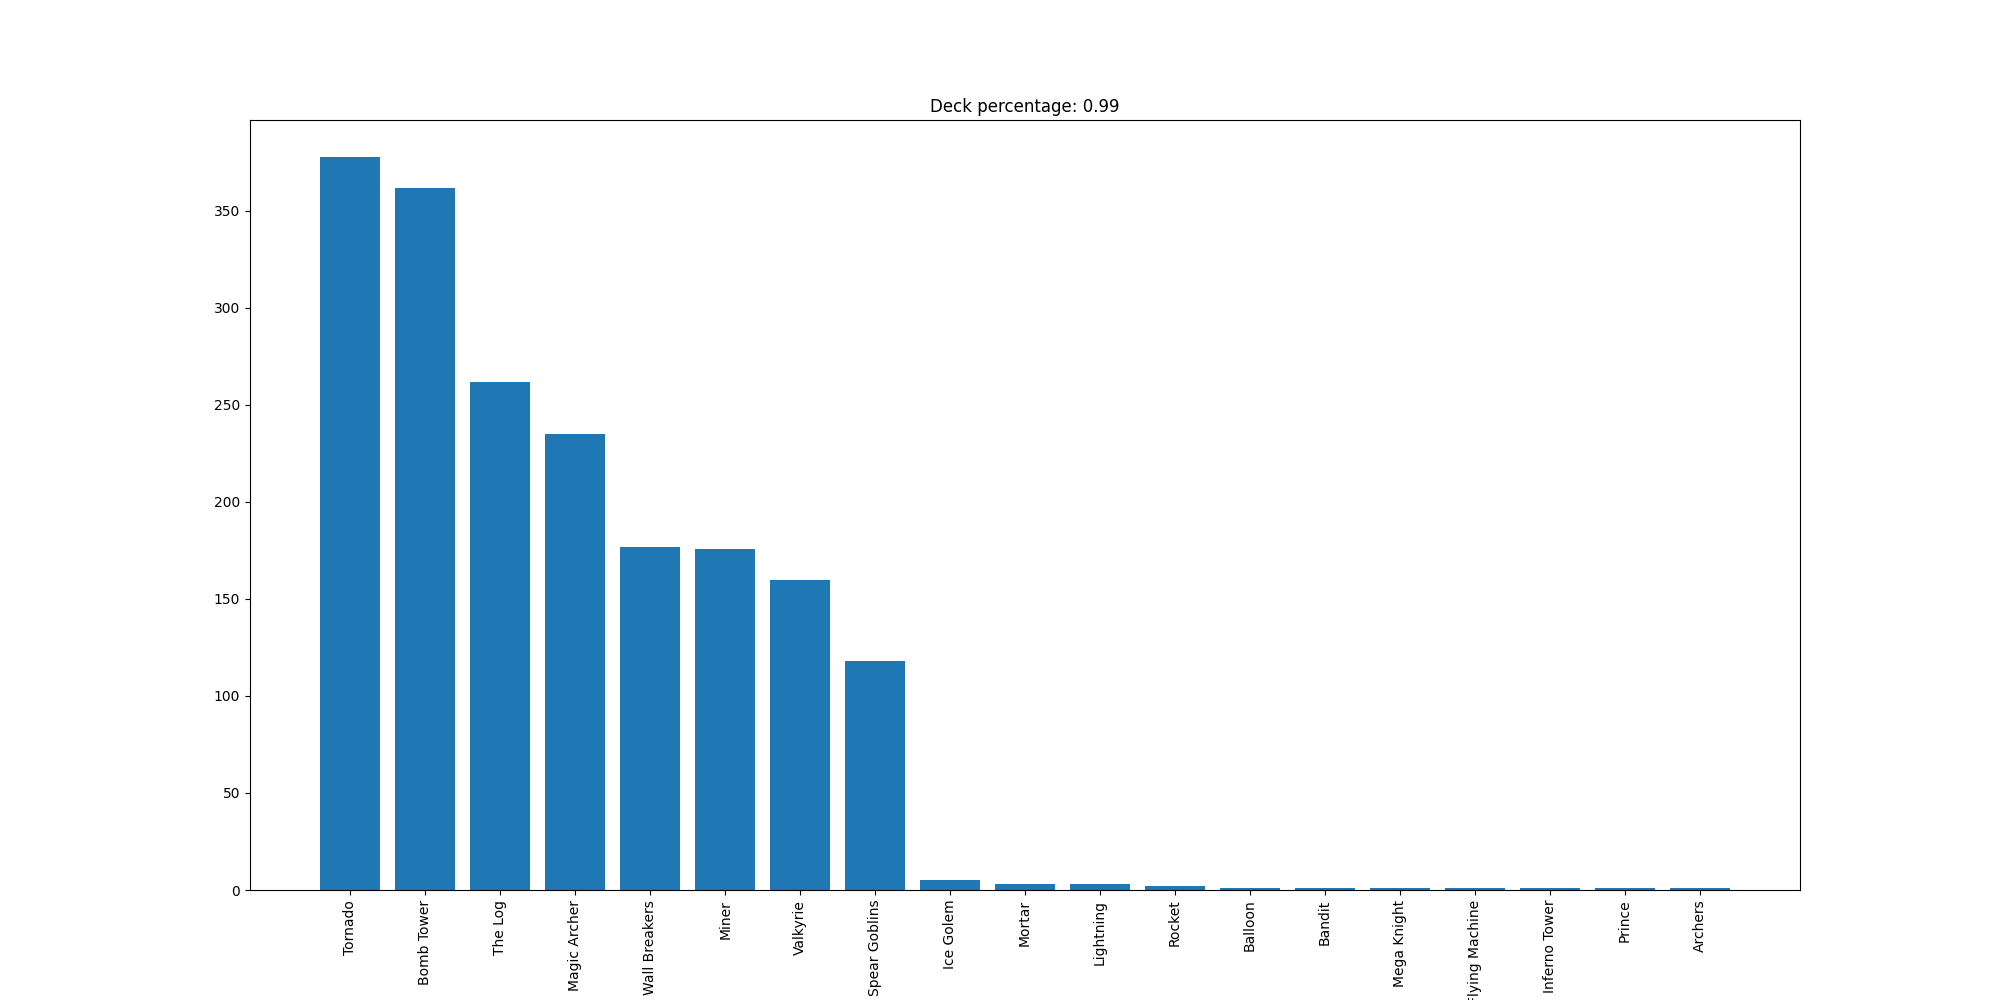 Deck percentage: 0.99
350
300
250
200
150
100
50
0
Tornado
Bomb Tower
The Log
Magic Archer
Wall Breakers
Miner
Valkyrie
Spear Goblins
Ice Golem
Mortar
Lightning
Rocket
Balloon
Bandit
Mega Knight
Flying Machine
Inferno Tower
Prince
Archers